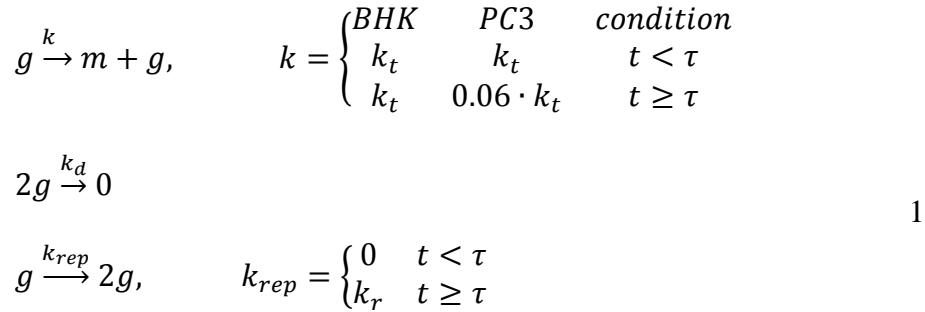 BHK PC3 condition
g →^k m + g, k = { k_t k_t t < τ
k_t 0.06 ∙ k_t t ≥ τ
2g →^{k_d} 0
1
g →^{k_rep} 2g, k_rep = { 0 t < τ
k_r t ≥ τ